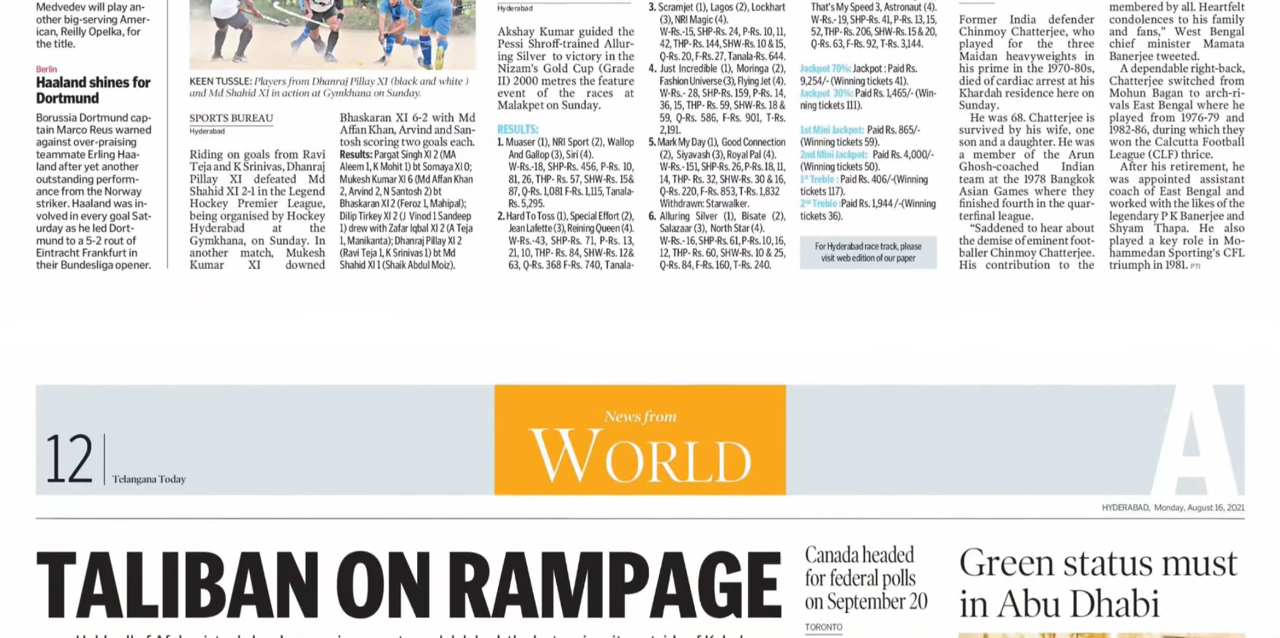 Medvedev will play an-
other big-serving Amer-
ican, Reilly Opelka, for
the title.
Berlin
Haaland shines for
Dortmund
Borussia Dortmund cap-
tain Marco Reus warned
against over-praising
teammate Erling Haa-
land after yet another
outstanding perform-
ance from the Norway
striker. Haaland was in-
volved in every goal Sat-
urday as he led Dort-
mund to a 5-2 rout of
Eintracht Frankfurt in
their Bundesliga opener.
KEEN TUSSLE: Players from Dhanraj Pillay XI (black and white )
and Md Shahid XI in action at Gymkhana on Sunday.
SPORTS BUREAU
Hyderabad
Riding on goals from Ravi
Teja and K Srinivas, Dhanraj
Pillay XI defeated Md
Shahid XI 2-1 in the Legend
Hockey Premier League,
being organised by Hockey
Hyderabad at the
Gymkhana, on Sunday. In
another match, Mukesh
Kumar XI downed
Bhaskaran XI 6-2 with Md
Affan Khan, Arvind and San-
tosh scoring two goals each.
Results: Pargat Singh XI 2 (MA
Aleem 1, K Mohit 1) bt Somaya XI 0;
Mukesh Kumar XI 6 (Md Affan Khan
2, Arvind 2, N Santosh 2) bt
Bhaskaran XI 2 (Feroz 1, Mahipal);
Dilip Tirkey XI 2 (J Vinod 1 Sandeep
1) drew with Zafar Iqbal XI 2 (A Teja
1, Manikanta); Dhanraj Pillay XI 2
(Ravi Teja 1, K Srinivas 1) bt Md
Shahid XI 1 (Shaik Abdul Moiz).
Hyderabad
Akshay Kumar guided the
Pessi Shroff-trained Allur-
ing Silver to victory in the
Nizam's Gold Cup (Grade
II) 2000 metres the feature
event of the races at
Malakpet on Sunday.
RESULTS:
1. Muaser (1), NRI Sport (2), Wallop
And Gallop (3), Siri (4).
W-Rs.-18, SHP-Rs. 456, P-Rs. 10,
81, 26, THP- Rs. 57, SHW-Rs. 15&
87, Q-Rs. 1,081 F-Rs. 1,115, Tanala-
Rs. 5,295.
2. Hard To Toss (1), Special Effort (2),
Jean Lafette (3), Reining Queen (4).
W-Rs.-43, SHP-Rs. 71, P-Rs. 13,
21, 10, THP- Rs. 84, SHW-Rs. 12&
63, Q-Rs. 368 F-Rs. 740, Tanala-
3. Scramjet (1), Lagos (2), Lockhart
(3), NRI Magic (4).
W-Rs.-15, SHP-Rs. 24, P-Rs. 10, 11,
42, THP-Rs. 144, SHW-Rs. 10 & 15,
Q-Rs. 20, F-Rs. 27, Tanala-Rs. 644.
4. Just Incredible (1), Moringa (2),
Fashion Universe (3), Flying Jet (4).
W-Rs.- 28, SHP-Rs. 159, P-Rs. 14,
36, 15, THP- Rs. 59, SHW-Rs. 18 &
59, Q-Rs. 586, F-Rs. 901, T-Rs.
2,191.
5. Mark My Day (1), Good Connection
(2), Siyavash (3), Royal Pal (4).
W-Rs.-151, SHP-Rs. 26, P-Rs. 18, 11,
14, THP-Rs. 32, SHW-Rs. 30 & 16,
Q-Rs. 220, F-Rs. 853, T-Rs. 1,832
Withdrawn: Starwalker.
6. Alluring Silver (1), Bisate (2),
Salazaar (3), North Star (4).
W-Rs.-16, SHP-Rs. 61, P-Rs. 10, 16,
12, THP-Rs. 60, SHW-Rs. 10 & 25,
Q-Rs. 84, F-Rs. 160, T-Rs. 240.
That's My Speed 3, Astronaut (4).
W-Rs.- 19, SHP-Rs. 41, P-Rs. 13, 15,
52, THP-Rs. 206, SHW-Rs. 15 & 20,
Q-Rs. 63, F-Rs. 92, T-Rs. 3,144.
Jackpot 70%: Jackpot : Paid Rs.
9,254/- (Winning tickets 41).
Jackpot 30%: Paid Rs. 1,465/- (Win-
ning tickets 111).
1st Mini Jackpot: Paid Rs. 865/-
(Winning tickets 59).
2nd Mini Jackpot: Paid Rs. 4,000/-
(Winning tickets 50).
1st Treble : Paid Rs. 406/-(Winning
tickets 117).
2nd Treble : Paid Rs. 1,944 /-(Winning
tickets 36).
For Hyderabad race track, please
visit web edition of our paper
Former India defender
Chinmoy Chatterjee, who
played for the three
Maidan heavyweights in
his prime in the 1970-80s,
died of cardiac arrest at his
Khardah residence here on
Sunday.
He was 68. Chatterjee is
survived by his wife, one
son and a daughter. He was
a member of the Arun
Ghosh-coached Indian
team at the 1978 Bangkok
Asian Games where they
finished fourth in the quar-
terfinal league.
"Saddened to hear about
the demise of eminent foot-
baller Chinmoy Chatterjee.
His contribution to the
membered by all. Heartfelt
condolences to his family
and fans," West Bengal
chief minister Mamata
Banerjee tweeted.
A dependable right-back,
Chatterjee switched from
Mohun Bagan to arch-ri-
vals East Bengal where he
played from 1976-79 and
1982-86, during which they
won the Calcutta Football
League (CLF) thrice.
After his retirement, he
was appointed assistant
coach of East Bengal and
worked with the likes of the
legendary P K Banerjee and
Shyam Thapa. He also
played a key role in Mo-
hammedan Sporting's CFL
triumph in 1981. PTI
12
Telangana Today
News from
WORLD
A
HYDERABAD, Monday, August 16, 2021
TALIBAN ON RAMPAGE
Canada headed
for federal polls
on September 20
TORONTO
Green status must
in Abu Dhabi